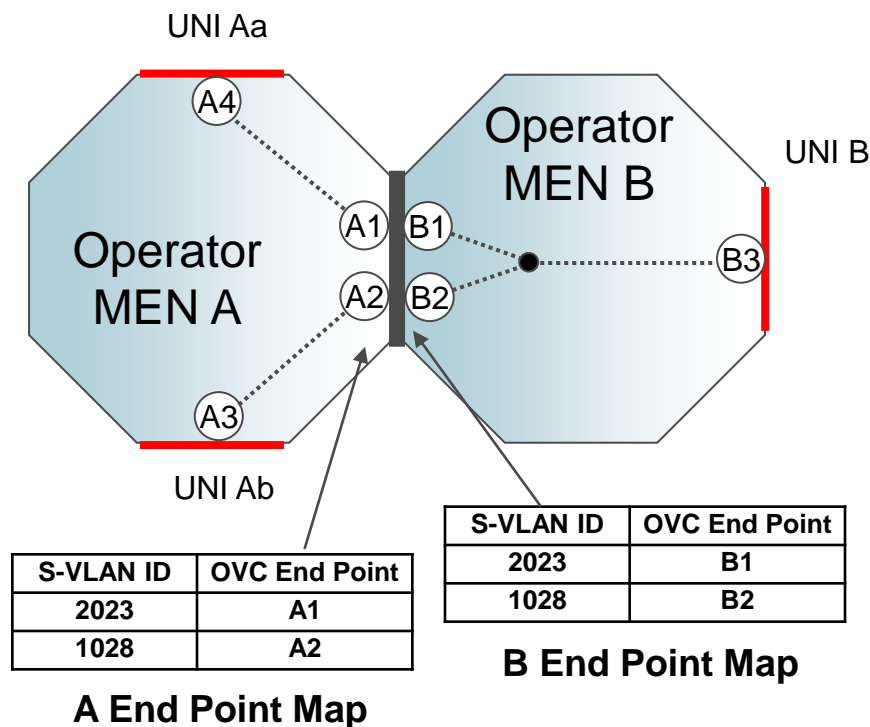 UNI Aa
A4
Operator
MEN B
UNI B
A1
B1
Operator
MEN A
B3
A2
B2
A3
UNI Ab
S-VLAN ID OVC End Point
2023 B1
1028 B2
B End Point Map
S-VLAN ID OVC End Point
2023 A1
1028 A2
A End Point Map